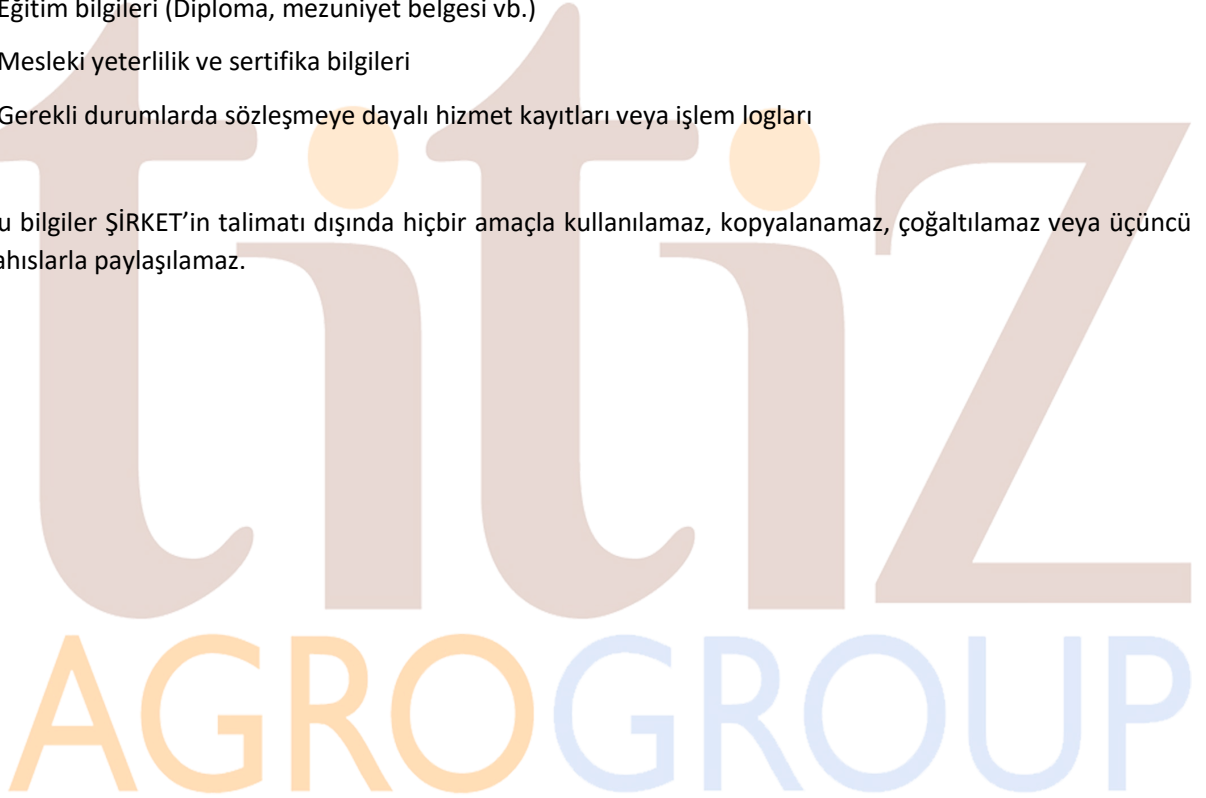 Eğitim bilgileri (Diploma, mezuniyet belgesi vb.)
Mesleki yeterlilik ve sertifika bilgileri
Gerekli durumlarda sözleşmeye dayalı hizmet kayıtları veya işlem logları
u bilgiler ŞİRKET’in talimatı dışında hiçbir amaçla kullanılamaz, kopyalanamaz, çoğaltılamaz veya üçüncü
ahıslarla paylaşılamaz.
titiz
AGROGROUP